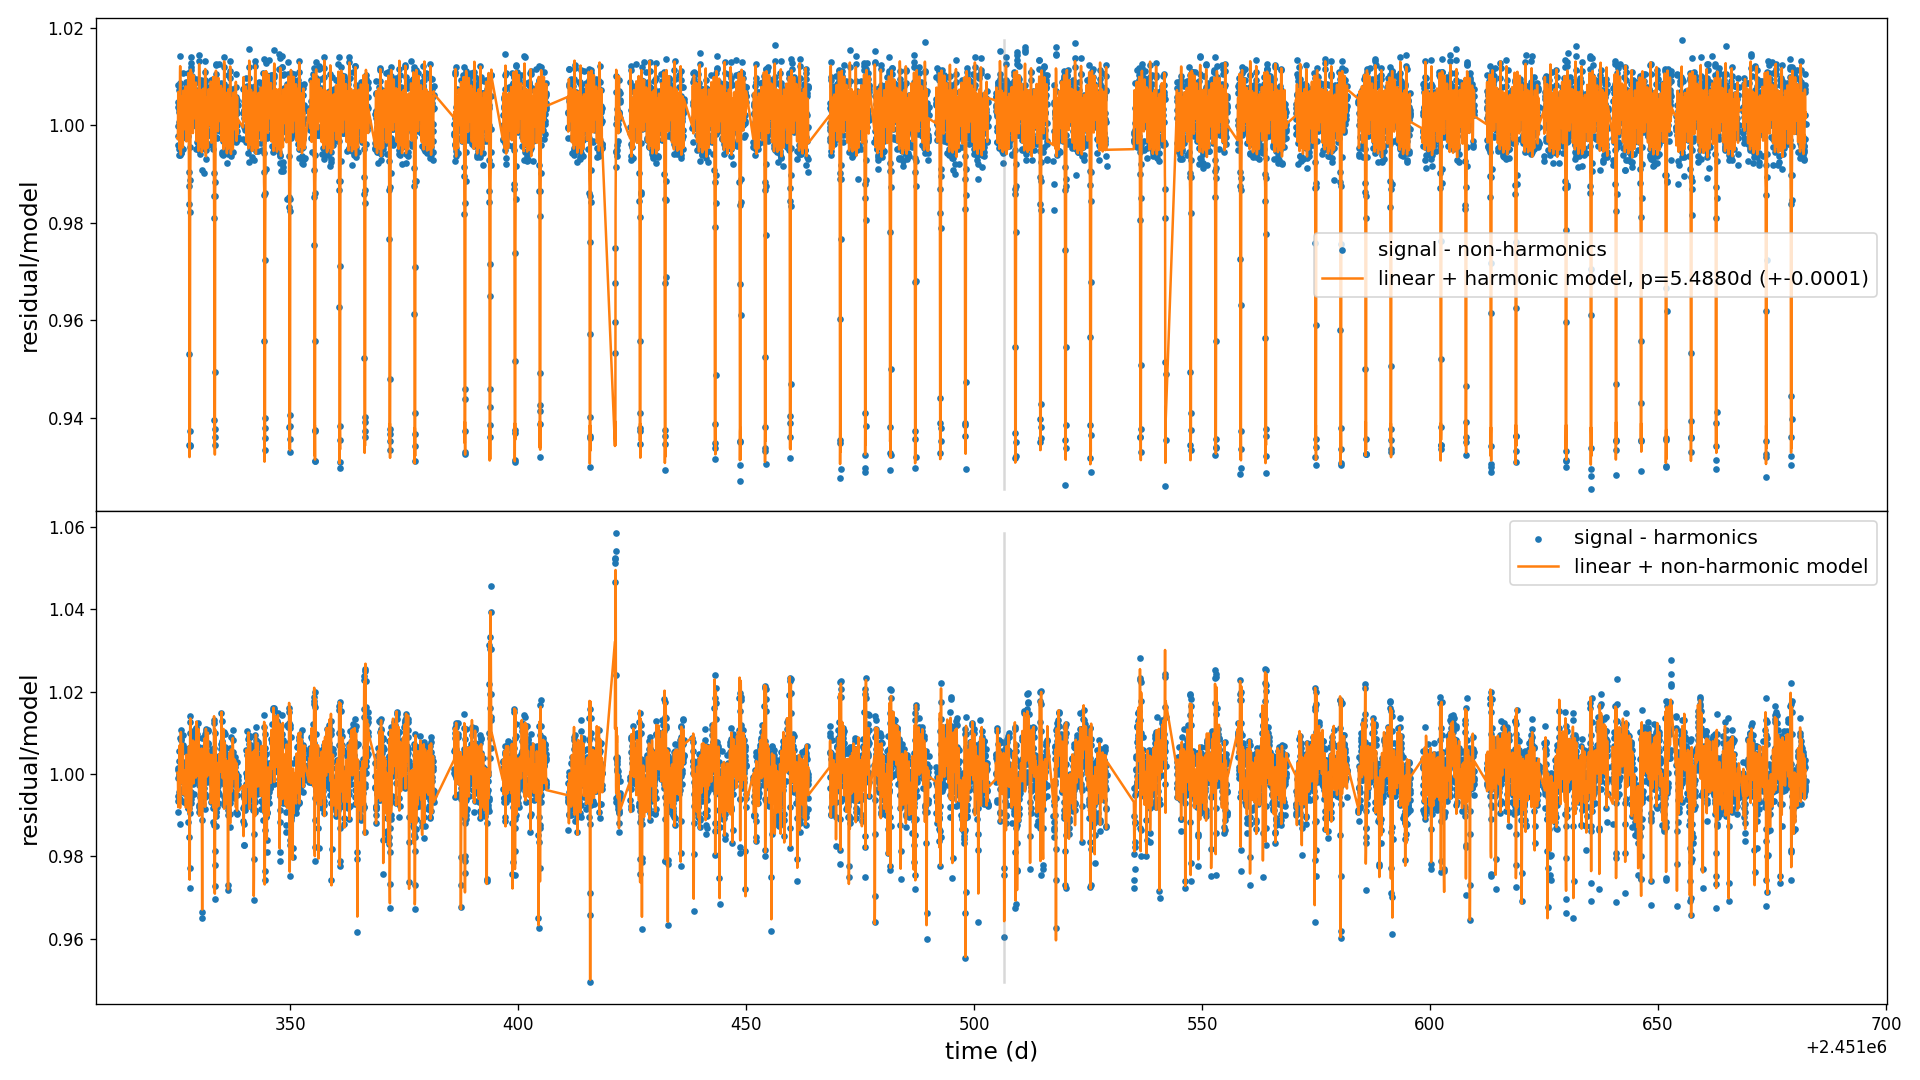 1.02
1.00
0.98
0.96
0.94
residual/model
signal - non-harmonics
linear + harmonic model, p=5.4880d (+-0.0001)
1.06
1.04
1.02
1.00
0.98
0.96
residual/model
signal - harmonics
linear + non-harmonic model
350 400 450 500 550 600 650 700
time (d)
+2.451e6